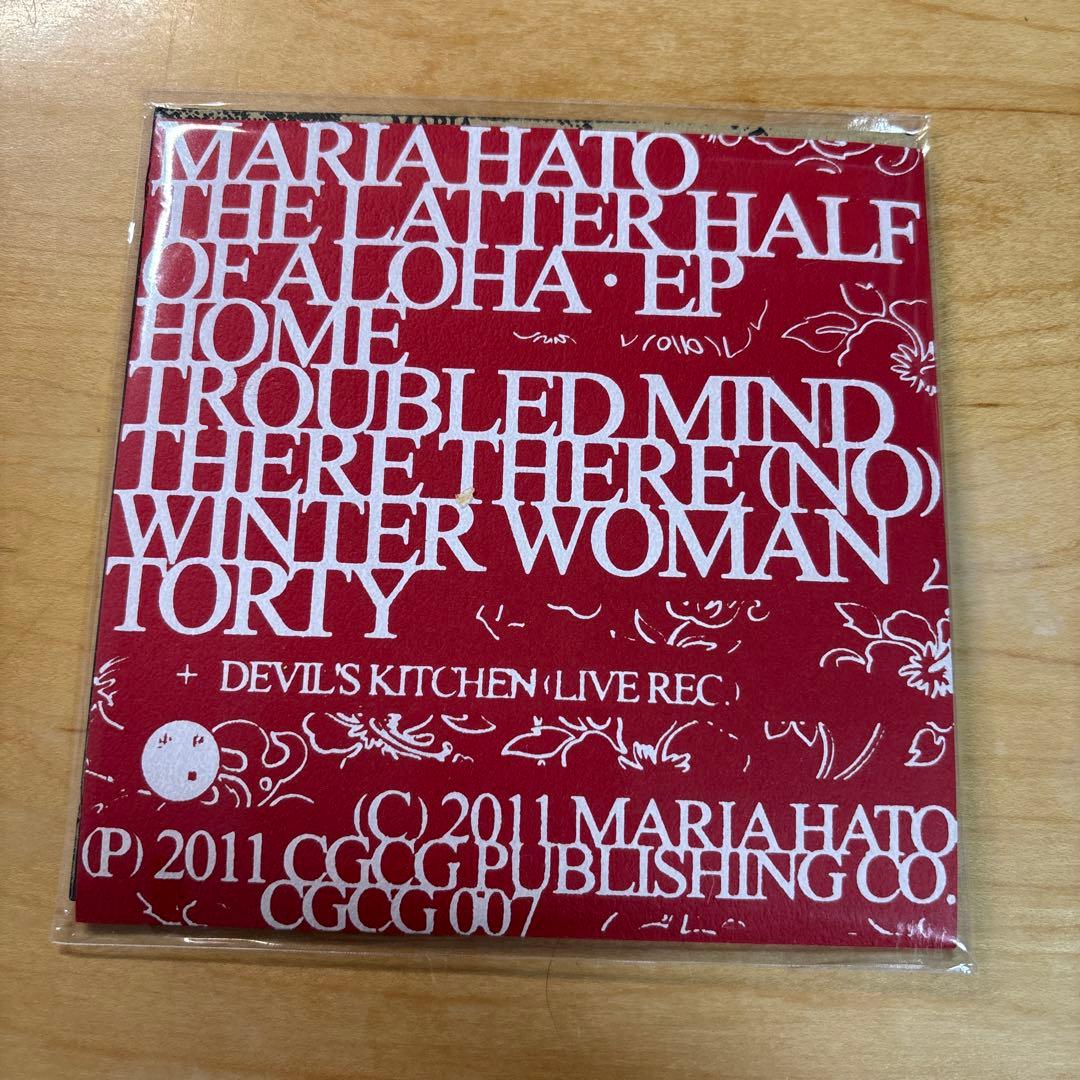 MARIA
MARIA HATO
THE LATTER HALF
OF ALOHA · EP
HOME
TROUBLED MIND
THERE THERE (NO)
WINTER WOMAN
TORTY
+ DEVIL'S KITCHEN (LIVE REC.)
(C) 2011 MARIA HATO
(P) 2011 CGCG PUBLISHING CO.
CGCG 007